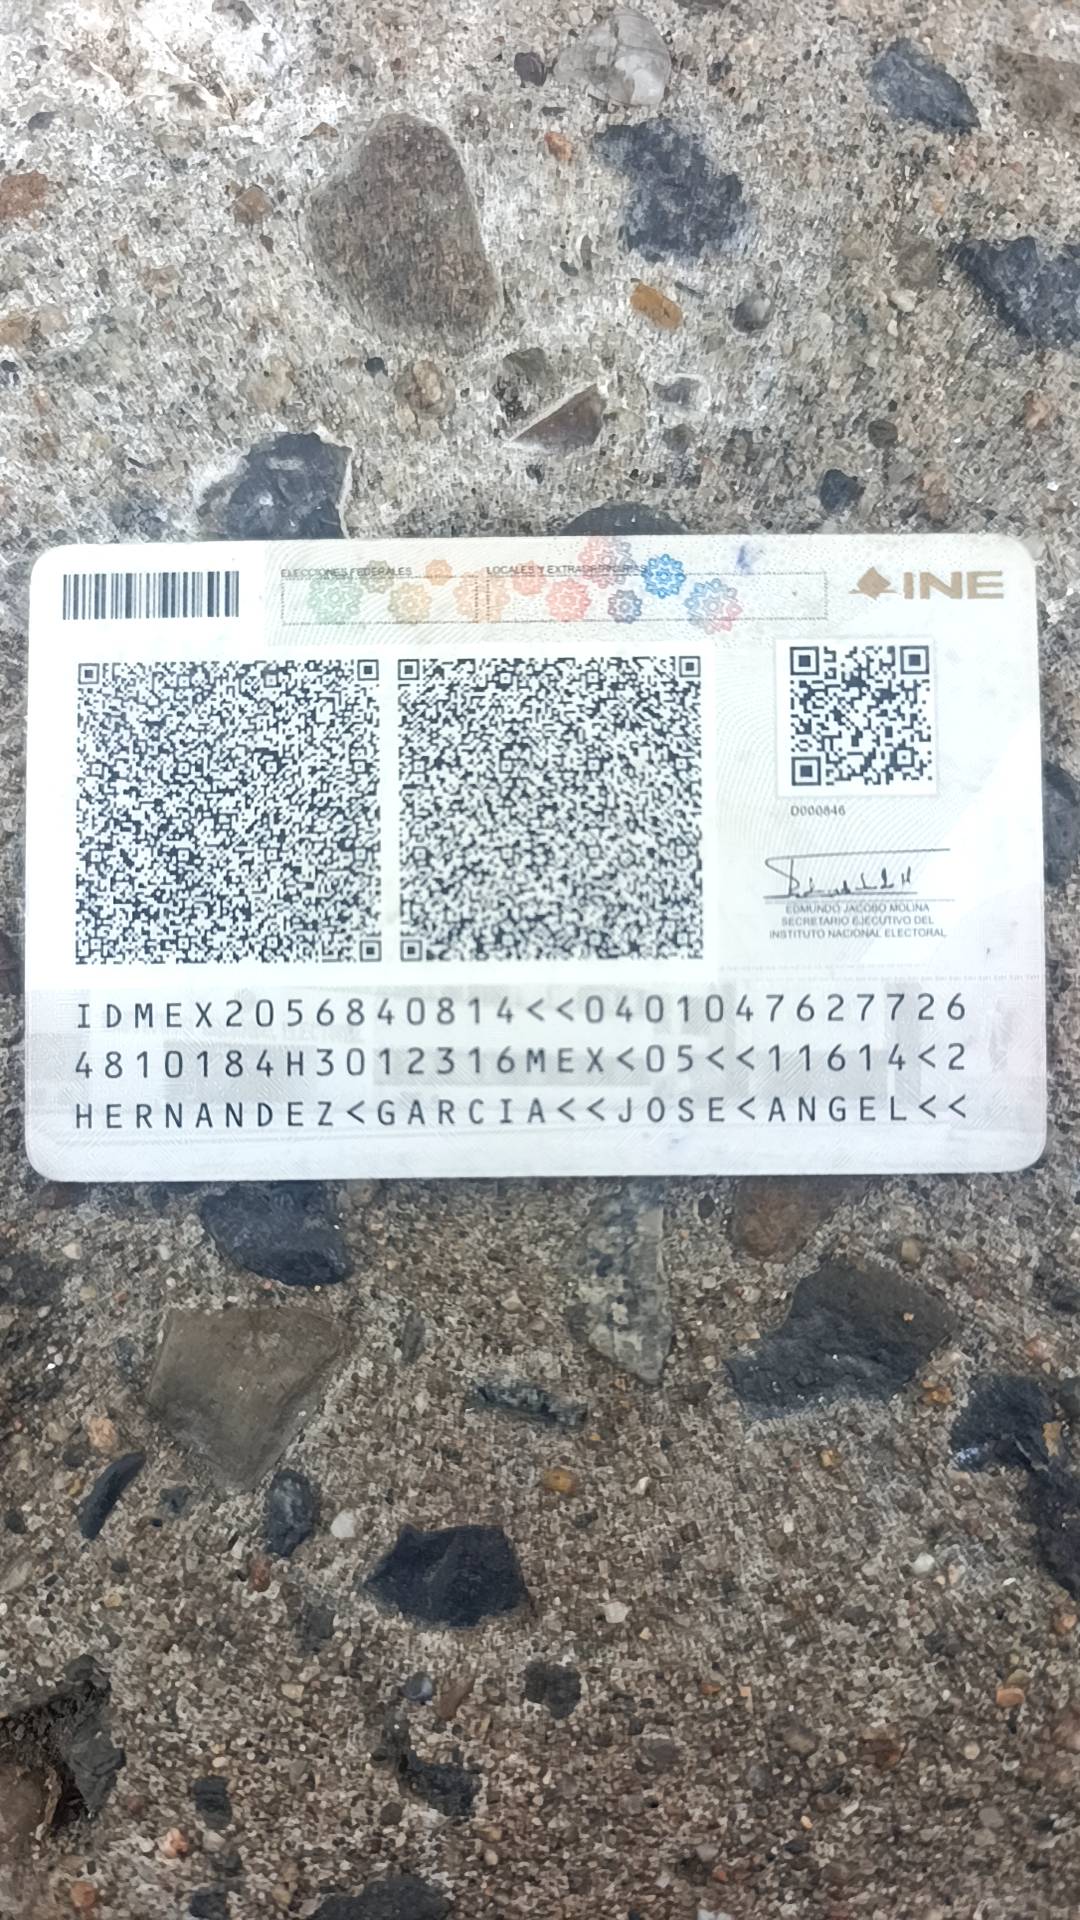 ELECCIONES FEDERALES LOCALES Y EXTRAORDINARIAS
INE
D000846
EDMUNDO JACOBO MOLINA
SECRETARIO EJECUTIVO DEL
INSTITUTO NACIONAL ELECTORAL
IDMEX2056840814<<0401047627726
4810184H3012316MEX<05<<11614<2
HERNANDEZ<GARCIA<<JOSE<ANGEL<<